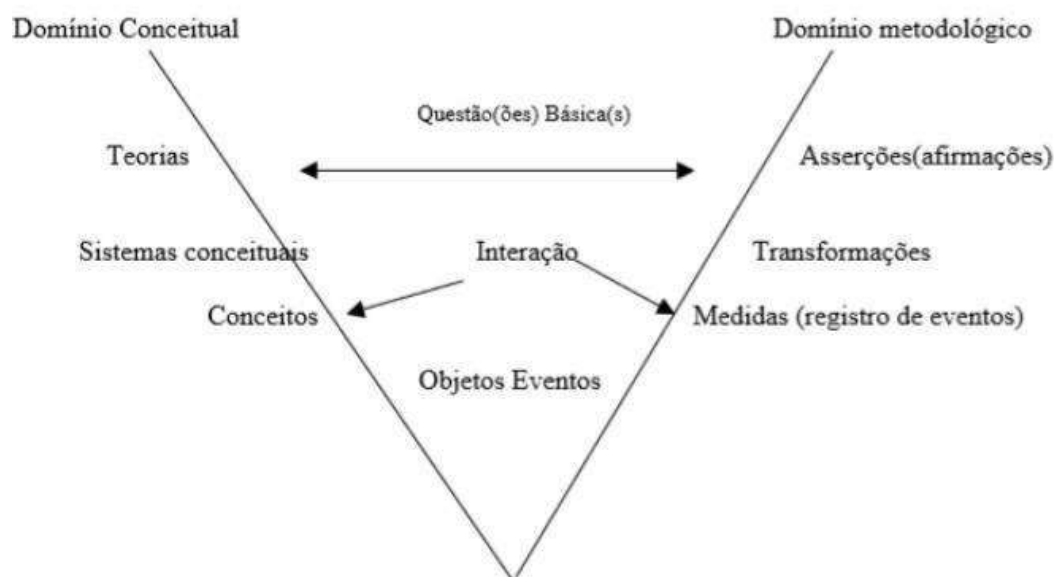 Domínio Conceitual
Domínio metodológico
Questão(ões) Básica(s)
Teorias
Asserções(afirmações)
Sistemas conceituais
Interação
Transformações
Conceitos
Medidas (registro de eventos)
Objetos Eventos